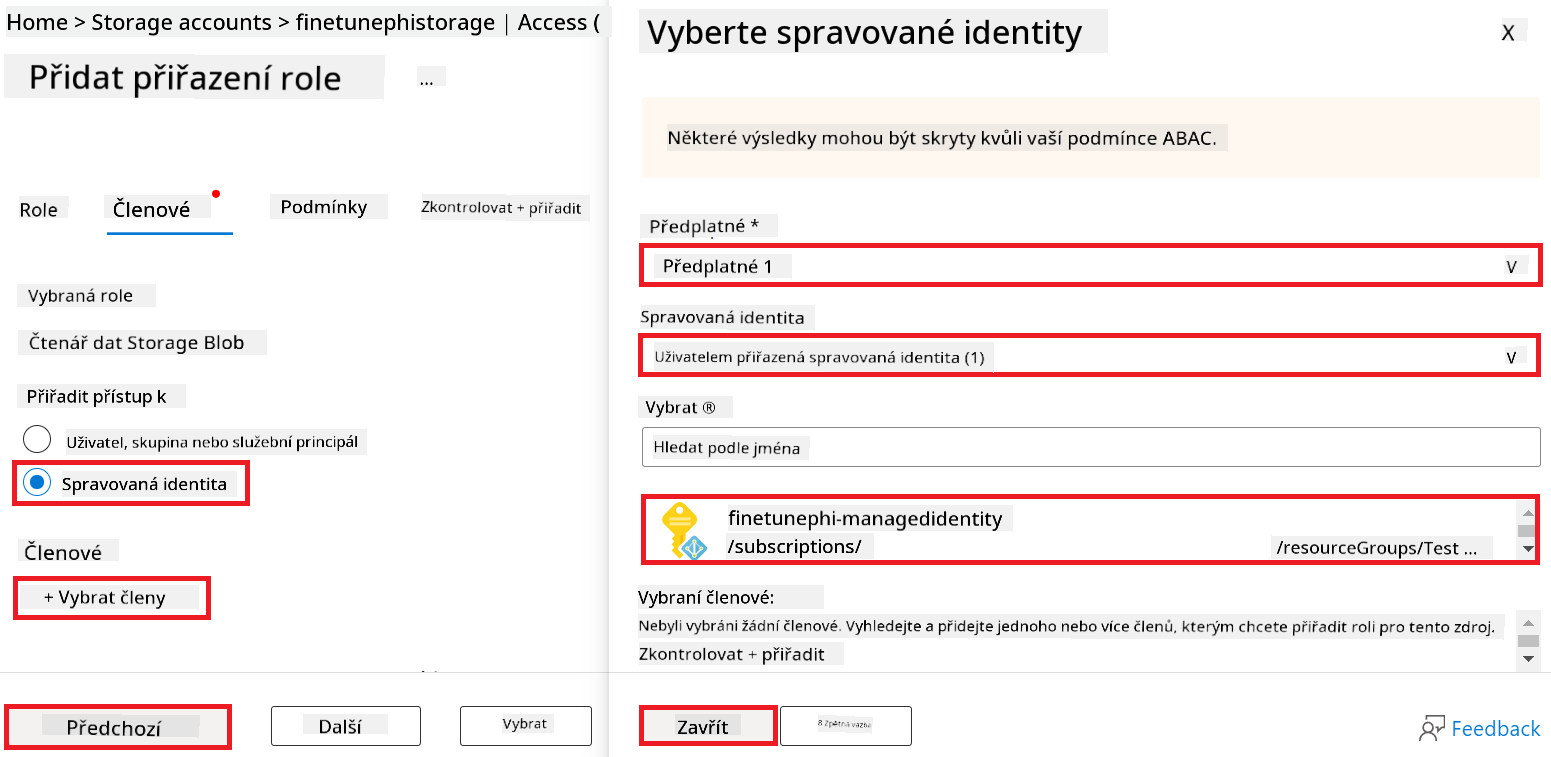 Home > Storage accounts > finetunephistorage | Access (
Přidat přiřazení role
...
Role
Členové
Podmínky
Zkontrolovat + přiřadit
Vybraná role
Čtenář dat Storage Blob
Přiřadit přístup k
Uživatel, skupina nebo služební principál
Spravovaná identita
Členové
+ Vybrat členy
Předchozí
Další
Vybrat
Vyberte spravované identity
X
Některé výsledky mohou být skryty kvůli vaší podmínce ABAC.
Předplatné *
Předplatné 1
V
Spravovaná identita
Uživatelem přiřazená spravovaná identita (1)
V
Vybrat ®
Hledat podle jména
finetunephi-managedidentity
/subscriptions/
/resourceGroups/Test ...
Vybraní členové:
Nebyli vybráni žádní členové. Vyhledejte a přidejte jednoho nebo více členů, kterým chcete přiřadit roli pro tento zdroj.
Zkontrolovat + přiřadit
Zavřít
8 Zpětná vazba
Feedback